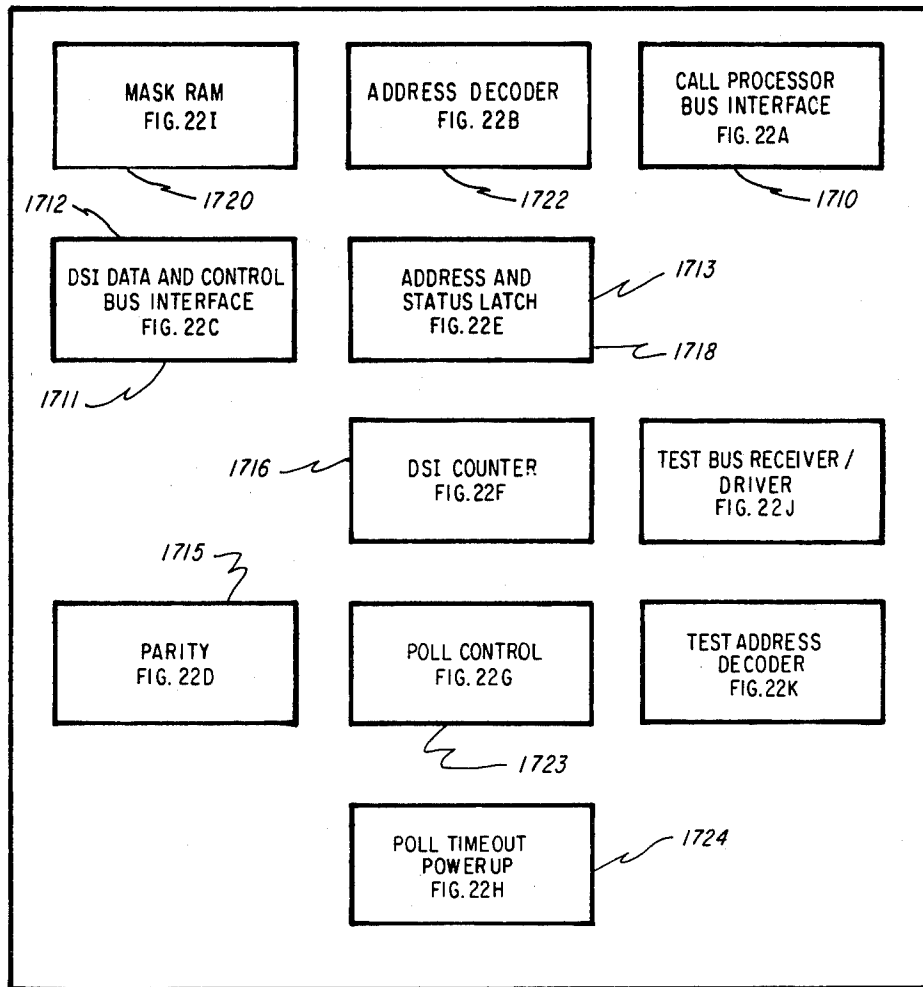 MASK RAM
FIG. 22I
1720
ADDRESS DECODER
FIG. 22B
1722
CALL PROCESSOR
BUS INTERFACE
FIG. 22A
1710
1712
DSI DATA AND CONTROL
BUS INTERFACE
FIG. 22C
1711
ADDRESS AND
STATUS LATCH
FIG. 22E
1713
1718
1716
DSI COUNTER
FIG. 22F
TEST BUS RECEIVER /
DRIVER
FIG. 22J
1715
PARITY
FIG. 22D
POLL CONTROL
FIG. 22G
1723
TEST ADDRESS
DECODER
FIG. 22K
POLL TIMEOUT
POWER UP
FIG. 22H
1724